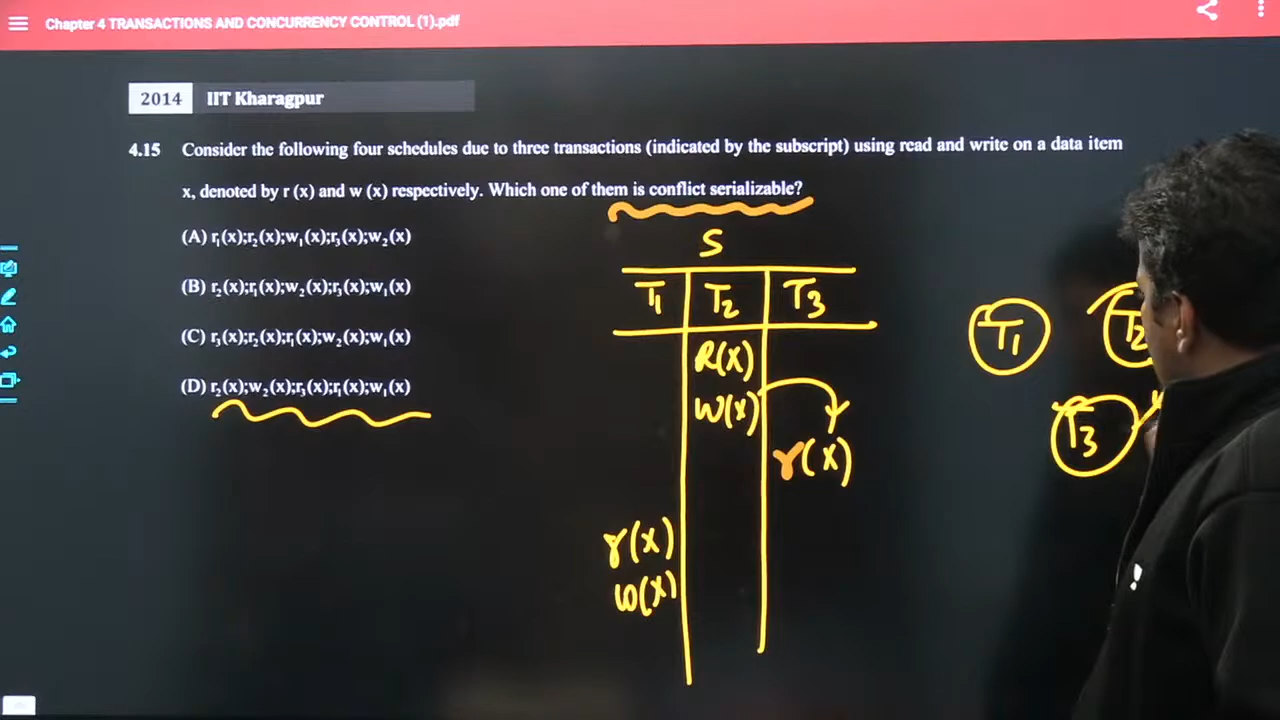 Chapter 4 TRANSACTIONS AND CONCURRENCY CONTROL (1).pdf
2014 IIT Kharagpur
4.15 Consider the following four schedules due to three transactions (indicated by the subscript) using read and write on a data item
x, denoted by r (x) and w (x) respectively. Which one of them is conflict serializable?
(A) r₁(x);r₂(x);w₁(x);r₃(x);w₂(x)
(B) r₂(x);r₁(x);w₂(x);r₃(x);w₁(x)
(C) r₃(x);r₂(x);r₁(x);w₂(x);w₁(x)
(D) r₂(x);w₂(x);r₃(x);r₁(x);w₁(x)
S
T₁ T₂ T₃
R(x)
w(x)
r(x)
r(x)
w(x)
T₁ T₂
T₃